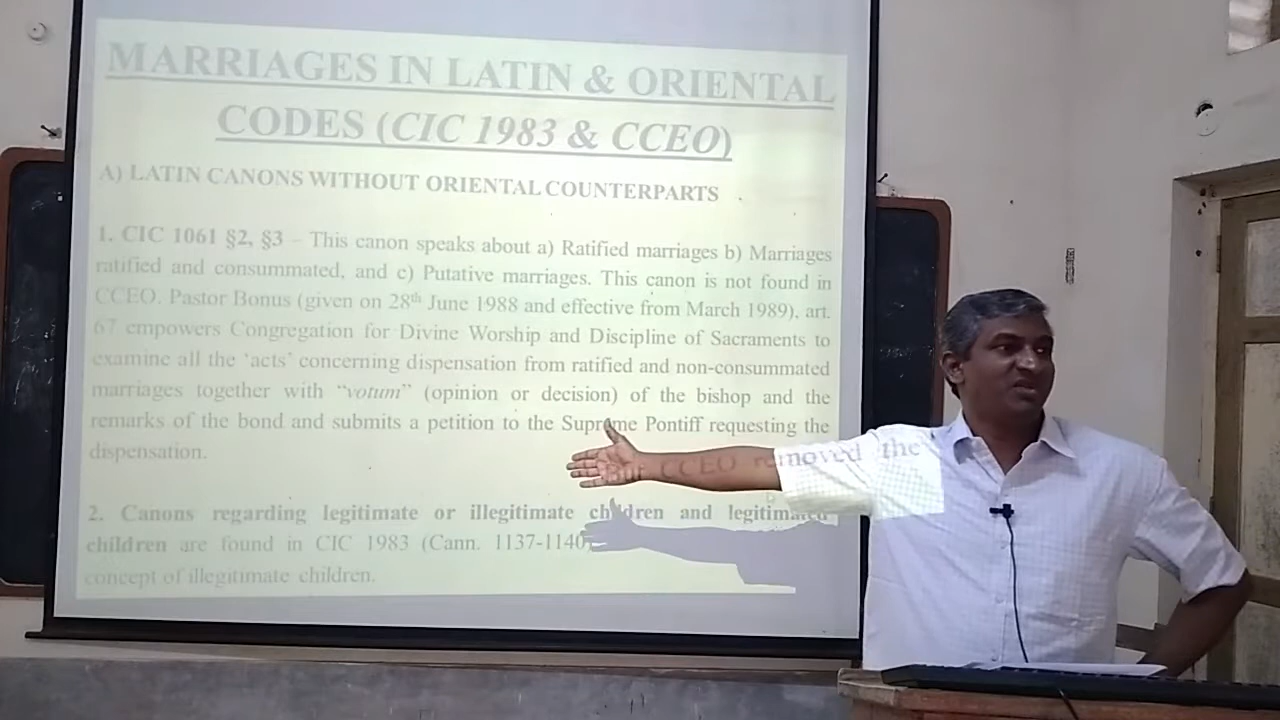 MARRIAGES IN LATIN & ORIENTAL
CODES (CIC 1983 & CCEO)
A) LATIN CANONS WITHOUT ORIENTAL COUNTERPARTS
1. CIC 1061 §2, §3 – This canon speaks about a) Ratified marriages b) Marriages
ratified and consummated, and c) Putative marriages. This canon is not found in
CCEO. Pastor Bonus (given on 28th June 1988 and effective from March 1989), art.
67 empowers Congregation for Divine Worship and Discipline of Sacraments to
examine all the ‘acts’ concerning dispensation from ratified and non-consummated
marriages together with “votum” (opinion or decision) of the bishop and the
remarks of the bond and submits a petition to the Supreme Pontiff requesting the
dispensation.
2. Canons regarding legitimate or illegitimate children and legitimated
children are found in CIC 1983 (Cann. 1137-1140) But CCEO removed the
concept of illegitimate children.